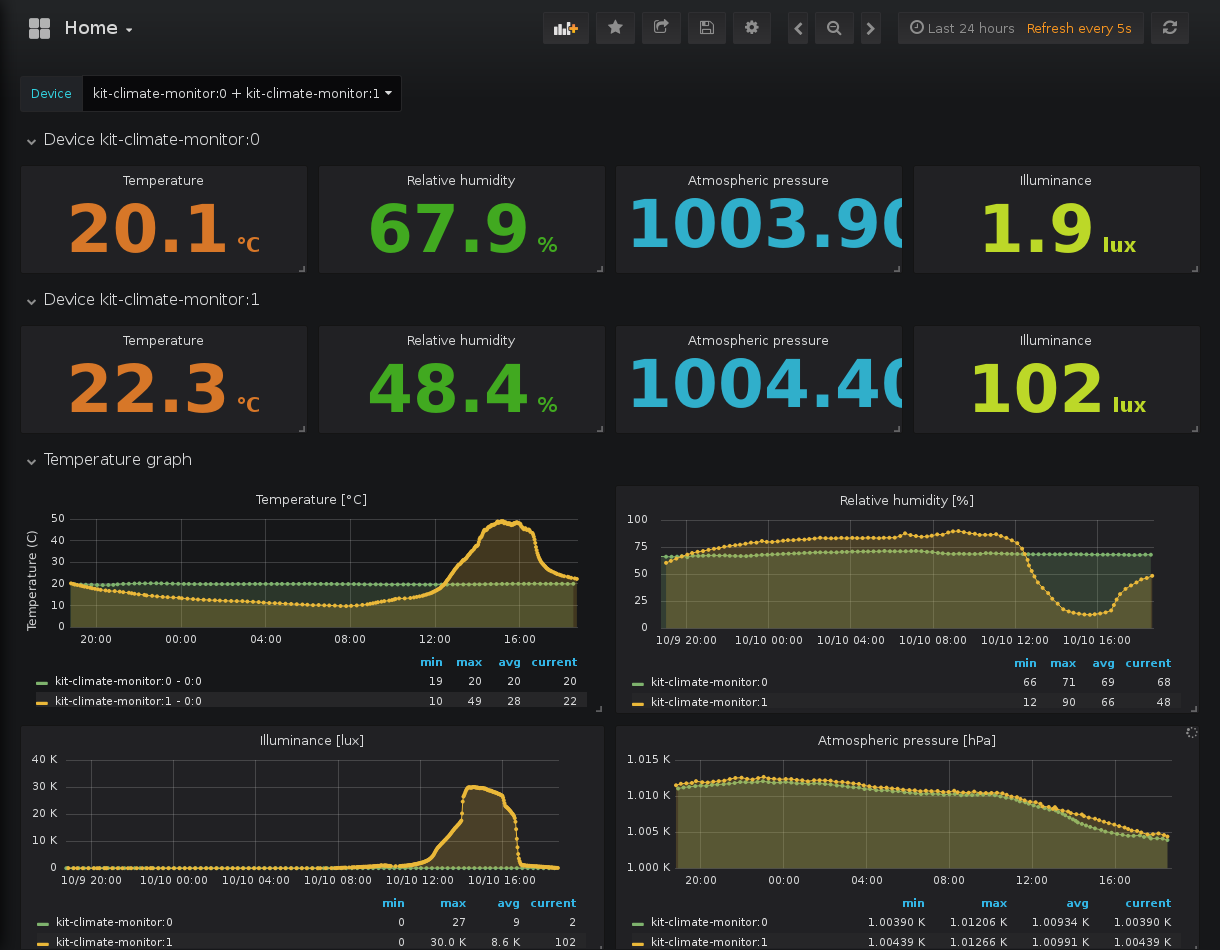 Home
Last 24 hours Refresh every 5s
Device kit-climate-monitor:0 + kit-climate-monitor:1
Device kit-climate-monitor:0
Temperature Relative humidity Atmospheric pressure Illuminance
20.1 °C 67.9 % 1003.90 1.9 lux
Device kit-climate-monitor:1
Temperature Relative humidity Atmospheric pressure Illuminance
22.3 °C 48.4 % 1004.40 102 lux
Temperature graph
Temperature [°C]
Temperature (C)
50
40
30
20
10
0
20:00 00:00 04:00 08:00 12:00 16:00
min max avg current
kit-climate-monitor:0 - 0:0 19 20 20 20
kit-climate-monitor:1 - 0:0 10 49 28 22
Relative humidity [%]
100
75
50
25
0
10/9 20:00 10/10 00:00 10/10 04:00 10/10 08:00 10/10 12:00 10/10 16:00
min max avg current
kit-climate-monitor:0 66 71 69 68
kit-climate-monitor:1 12 90 66 48
Illuminance [lux]
40 K
30 K
20 K
10 K
0
10/9 20:00 10/10 00:00 10/10 04:00 10/10 08:00 10/10 12:00 10/10 16:00
min max avg current
kit-climate-monitor:0 0 27 9 2
kit-climate-monitor:1 0 30.0 K 8.6 K 102
Atmospheric pressure [hPa]
1.015 K
1.010 K
1.005 K
1.000 K
20:00 00:00 04:00 08:00 12:00 16:00
min max avg current
kit-climate-monitor:0 1.00390 K 1.01206 K 1.00934 K 1.00390 K
kit-climate-monitor:1 1.00439 K 1.01266 K 1.00991 K 1.00439 K